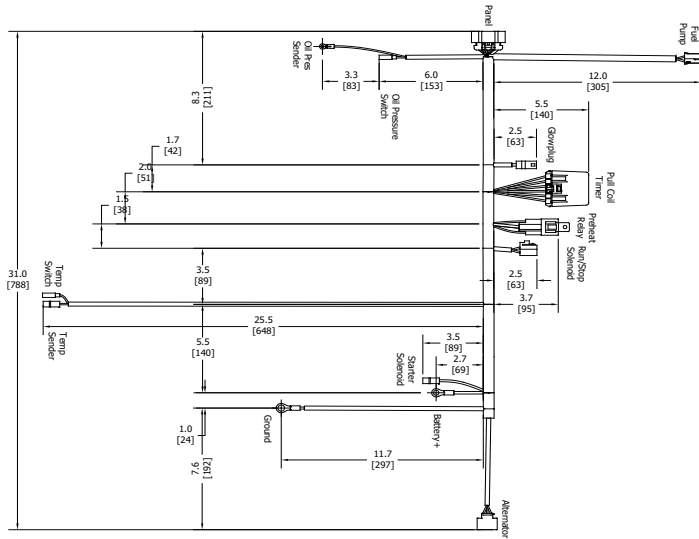 Panel
Fuel
Pump
Oil Pres
Sender
3.3
[83]
6.0
[153]
12.0
[305]
Oil Pressure
Switch
8.3
[211]
5.5
[140]
2.5
[63]
Glowplug
1.7
[42]
Pull Coil
Timer
2.0
[51]
1.5
[38]
Preheat
Relay
Run/Stop
Solenoid
31.0
[788]
3.5
[89]
2.5
[63]
3.7
[95]
Temp
Switch
Temp
Sender
25.5
[648]
5.5
[140]
3.5
[89]
2.7
[69]
Starter
Solenoid
Battery+
Ground
1.0
[24]
11.7
[297]
7.6
[192]
Alternator